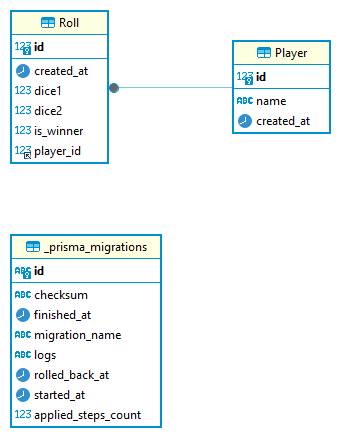 Roll
123 id
created_at
123 dice1
123 dice2
123 is_winner
123 player_id
Player
123 id
ABC name
created_at
_prisma_migrations
ABC id
ABC checksum
finished_at
ABC migration_name
ABC logs
rolled_back_at
started_at
123 applied_steps_count